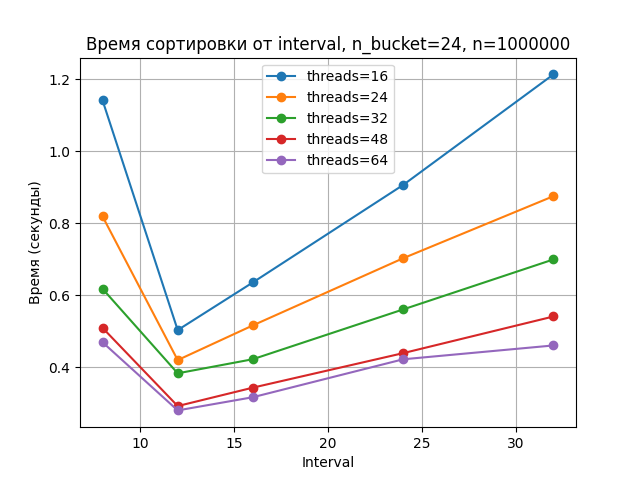 Время сортировки от interval, n_bucket=24, n=1000000
threads=16
threads=24
threads=32
threads=48
threads=64
Время (секунды)
1.2
1.0
0.8
0.6
0.4
10 15 20 25 30
Interval